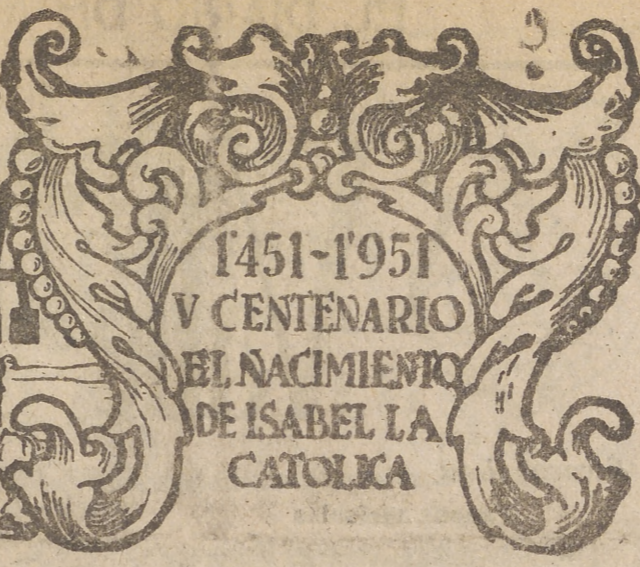 1451-1951
V CENTENARIO
EL NACIMIENTO
DE ISABEL LA
CATOLICA